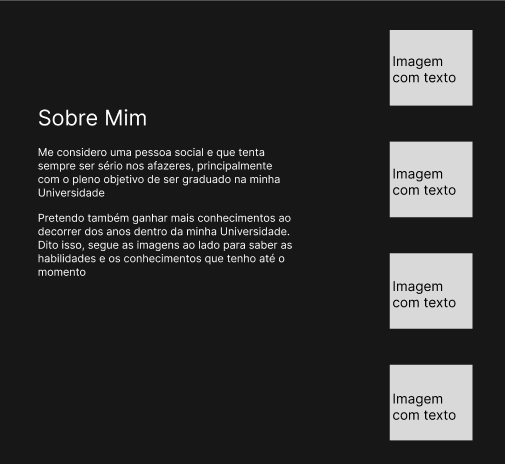 Sobre Mim
Me considero uma pessoa social e que tenta
sempre ser sério nos afazeres, principalmente
com o pleno objetivo de ser graduado na minha
Universidade
Pretendo também ganhar mais conhecimentos ao
decorrer dos anos dentro da minha Universidade.
Dito isso, segue as imagens ao lado para saber as
habilidades e os conhecimentos que tenho até o
momento
Imagem
com texto
Imagem
com texto
Imagem
com texto
Imagem
com texto